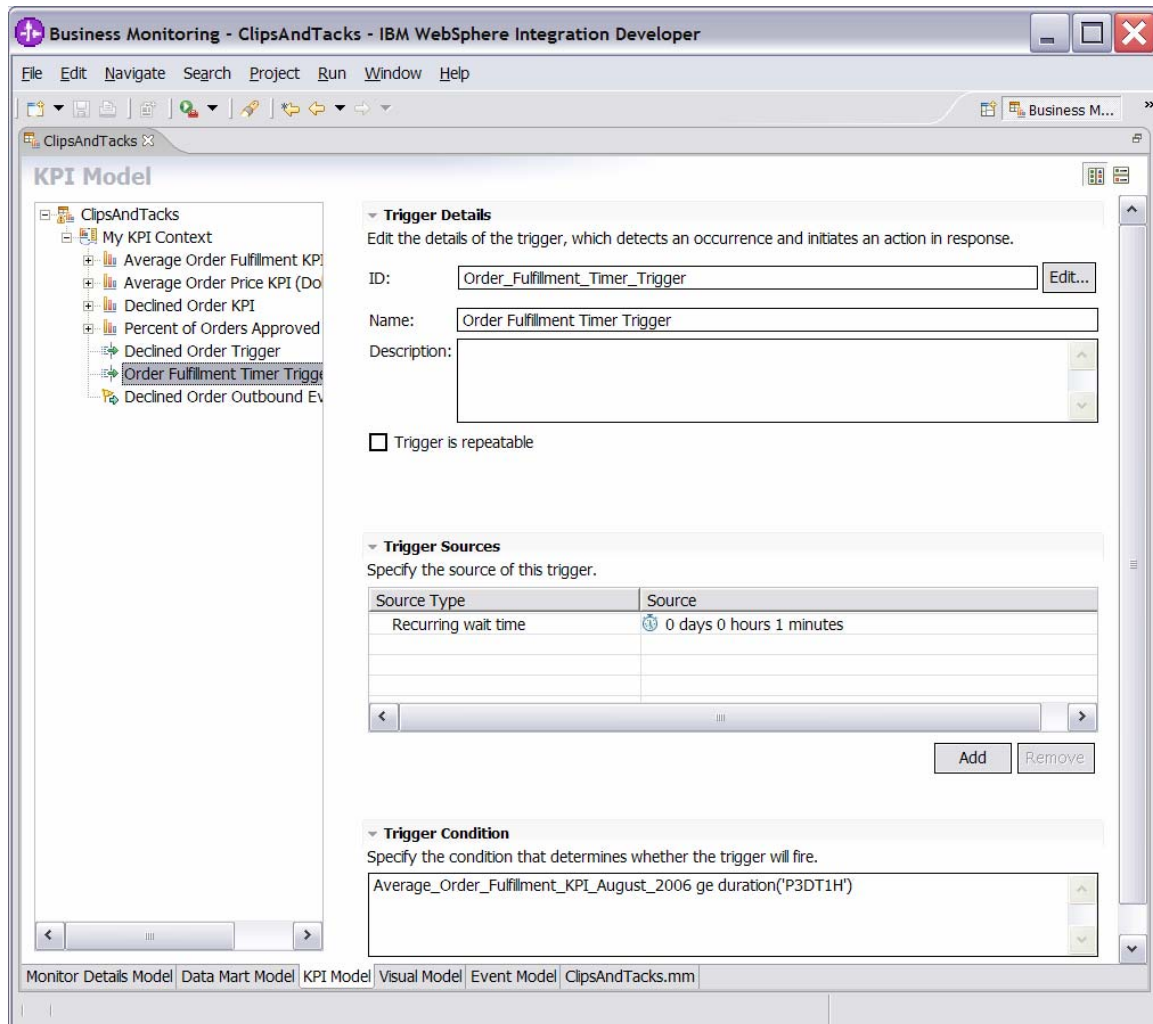 Business Monitoring - ClipsAndTacks - IBM WebSphere Integration Developer
File Edit Navigate Search Project Run Window Help
Business M...
ClipsAndTacks
KPI Model
ClipsAndTacks
My KPI Context
Average Order Fulfillment KPI
Average Order Price KPI (Dol
Declined Order KPI
Percent of Orders Approved
Declined Order Trigger
Order Fulfillment Timer Trigge
Declined Order Outbound Ev
Trigger Details
Edit the details of the trigger, which detects an occurrence and initiates an action in response.
ID: Order_Fulfillment_Timer_Trigger Edit...
Name: Order Fulfillment Timer Trigger
Description:
Trigger is repeatable
Trigger Sources
Specify the source of this trigger.
Source Type Source
Recurring wait time 0 days 0 hours 1 minutes
Add Remove
Trigger Condition
Specify the condition that determines whether the trigger will fire.
Average_Order_Fulfillment_KPI_August_2006 ge duration('P3DT1H')
Monitor Details Model Data Mart Model KPI Model Visual Model Event Model ClipsAndTacks.mm